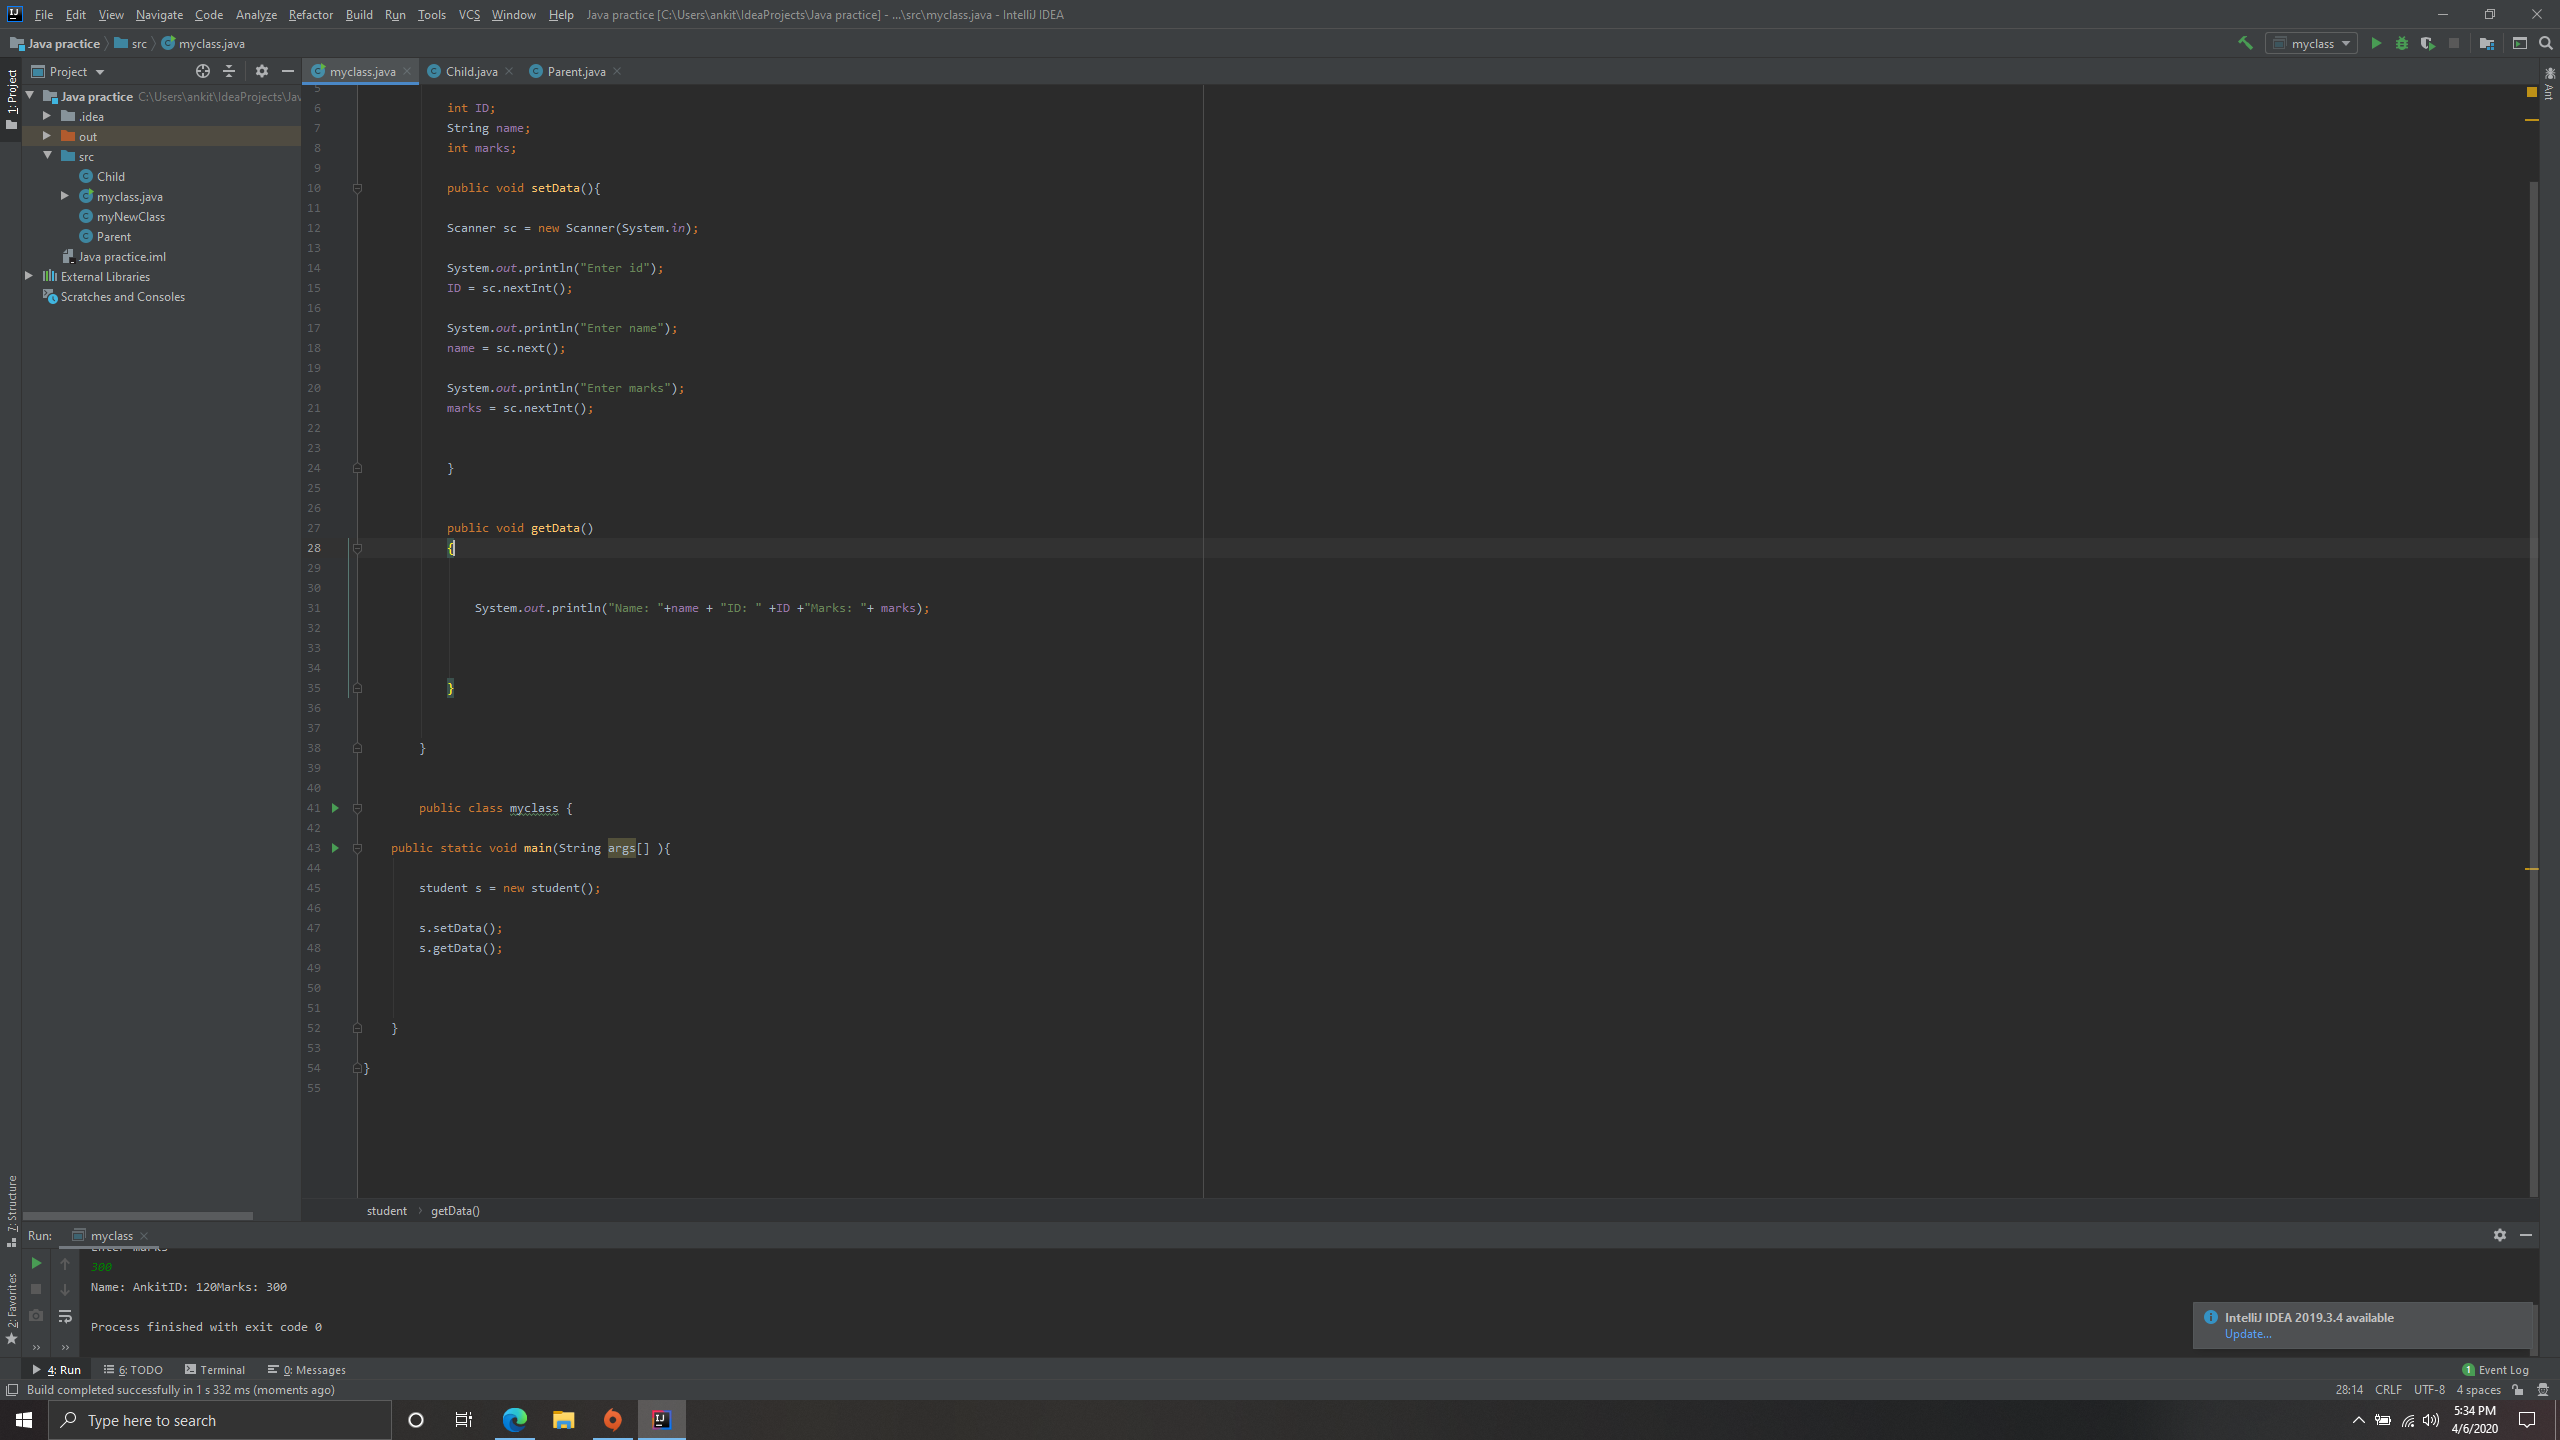 File Edit View Navigate Code Analyze Refactor Build Run Tools VCS Window Help Java practice [C:\Users\ankit\IdeaProjects\Java practice] - ...\src\myclass.java - IntelliJ IDEA
Java practice src myclass.java
myclass
Project
myclass.java Child.java Parent.java
1: Project
Java practice C:\Users\ankit\IdeaProjects\Jav
.idea
out
src
Child
myclass.java
myNewClass
Parent
Java practice.iml
External Libraries
Scratches and Consoles
7: Structure
2: Favorites
Ant
5
6 int ID;
7 String name;
8 int marks;
9
10 public void setData(){
11
12 Scanner sc = new Scanner(System.in);
13
14 System.out.println("Enter id");
15 ID = sc.nextInt();
16
17 System.out.println("Enter name");
18 name = sc.next();
19
20 System.out.println("Enter marks");
21 marks = sc.nextInt();
22
23
24 }
25
26
27 public void getData()
28 {
29
30
31 System.out.println("Name: "+name + "ID: " +ID +"Marks: "+ marks);
32
33
34
35 }
36
37
38 }
39
40
41 public class myclass {
42
43 public static void main(String args[] ){
44
45 student s = new student();
46
47 s.setData();
48 s.getData();
49
50
51
52 }
53
54 }
55
student getData()
Run: myclass
Enter marks
300
Name: AnkitID: 120Marks: 300
Process finished with exit code 0
IntelliJ IDEA 2019.3.4 available
Update...
4: Run 6: TODO Terminal 0: Messages
1 Event Log
Build completed successfully in 1 s 332 ms (moments ago)
28:14 CRLF UTF-8 4 spaces
Type here to search
5:34 PM
4/6/2020